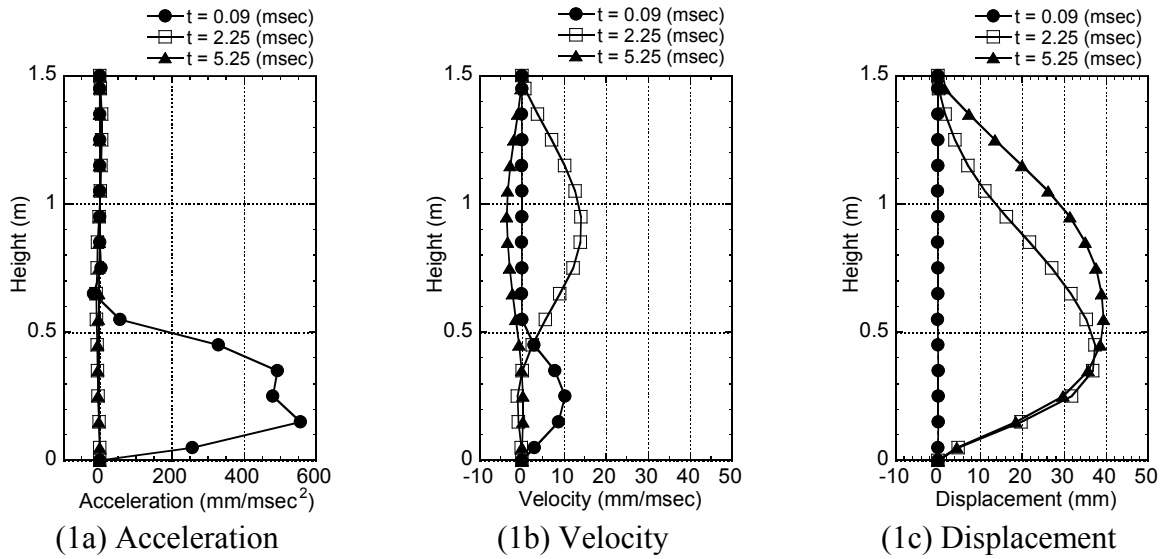 t = 0.09 (msec)
t = 2.25 (msec)
t = 5.25 (msec)
1.5
1
0.5
0
Height (m)
0 200 400 600
Acceleration (mm/msec²)
(1a) Acceleration
t = 0.09 (msec)
t = 2.25 (msec)
t = 5.25 (msec)
1.5
1
0.5
0
Height (m)
-10 0 10 20 30 40 50
Velocity (mm/msec)
(1b) Velocity
t = 0.09 (msec)
t = 2.25 (msec)
t = 5.25 (msec)
1.5
1
0.5
0
Height (m)
-10 0 10 20 30 40 50
Displacement (mm)
(1c) Displacement